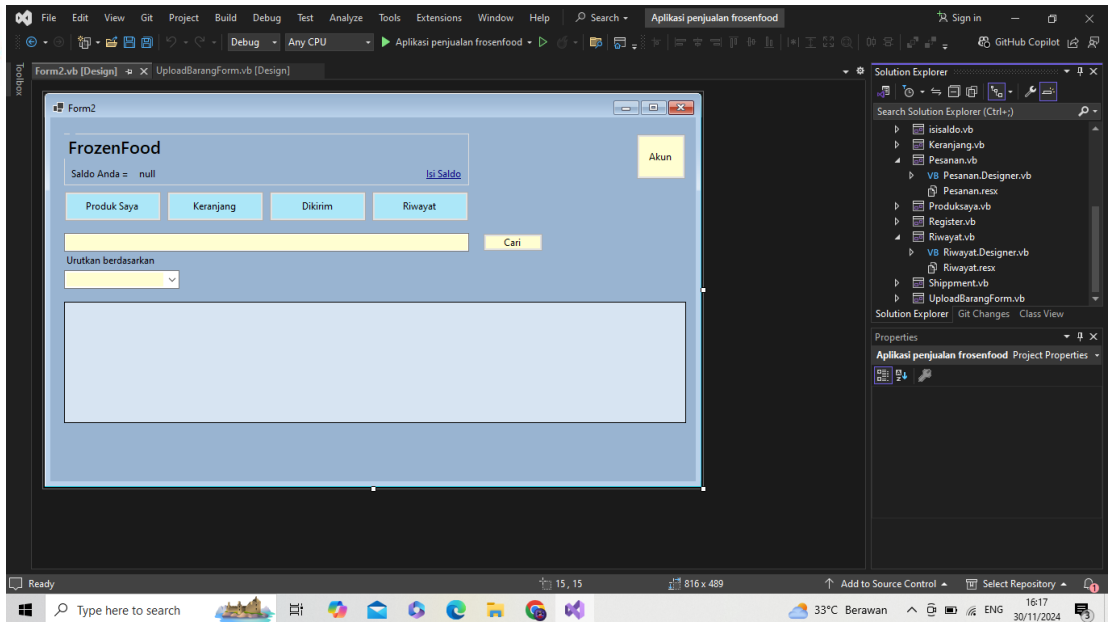 File Edit View Git Project Build Debug Test Analyze Tools Extensions Window Help Search Aplikasi penjualan frosenfood Sign in
Debug Any CPU Aplikasi penjualan frosenfood GitHub Copilot
Toolbox
Form2.vb [Design] UploadBarangForm.vb [Design]
Form2
FrozenFood
Saldo Anda = null Isi Saldo
Akun
Produk Saya Keranjang Dikirim Riwayat
Cari
Urutkan berdasarkan
Solution Explorer
Search Solution Explorer (Ctrl+;)
isisaldo.vb
Keranjang.vb
Pesanan.vb
VB Pesanan.Designer.vb
Pesanan.resx
Produksaya.vb
Register.vb
Riwayat.vb
VB Riwayat.Designer.vb
Riwayat.resx
Shippment.vb
UploadBarangForm.vb
Solution Explorer Git Changes Class View
Properties
Aplikasi penjualan frosenfood Project Properties
Ready 15 , 15 816 x 489 Add to Source Control Select Repository 1
Type here to search 33°C Berawan ENG 16:17
30/11/2024 3